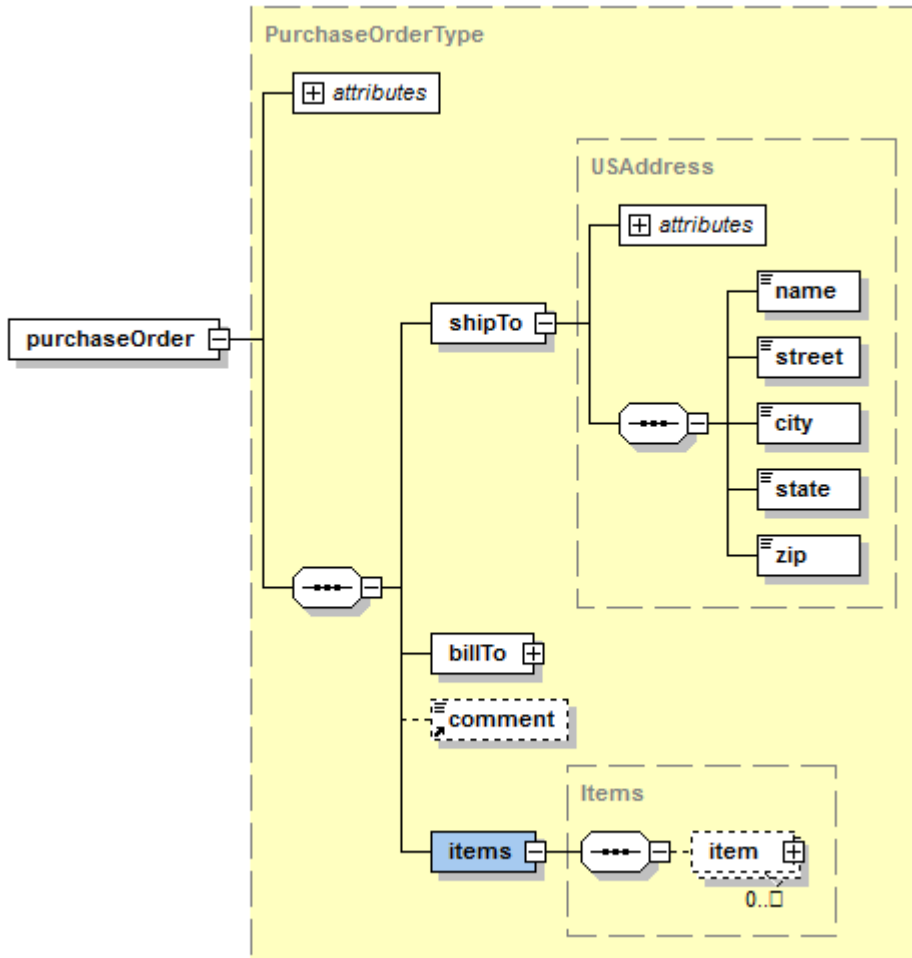 PurchaseOrderType
attributes
USAddress
attributes
name
purchaseOrder
shipTo
street
city
state
zip
billTo
comment
Items
items
item
0..□